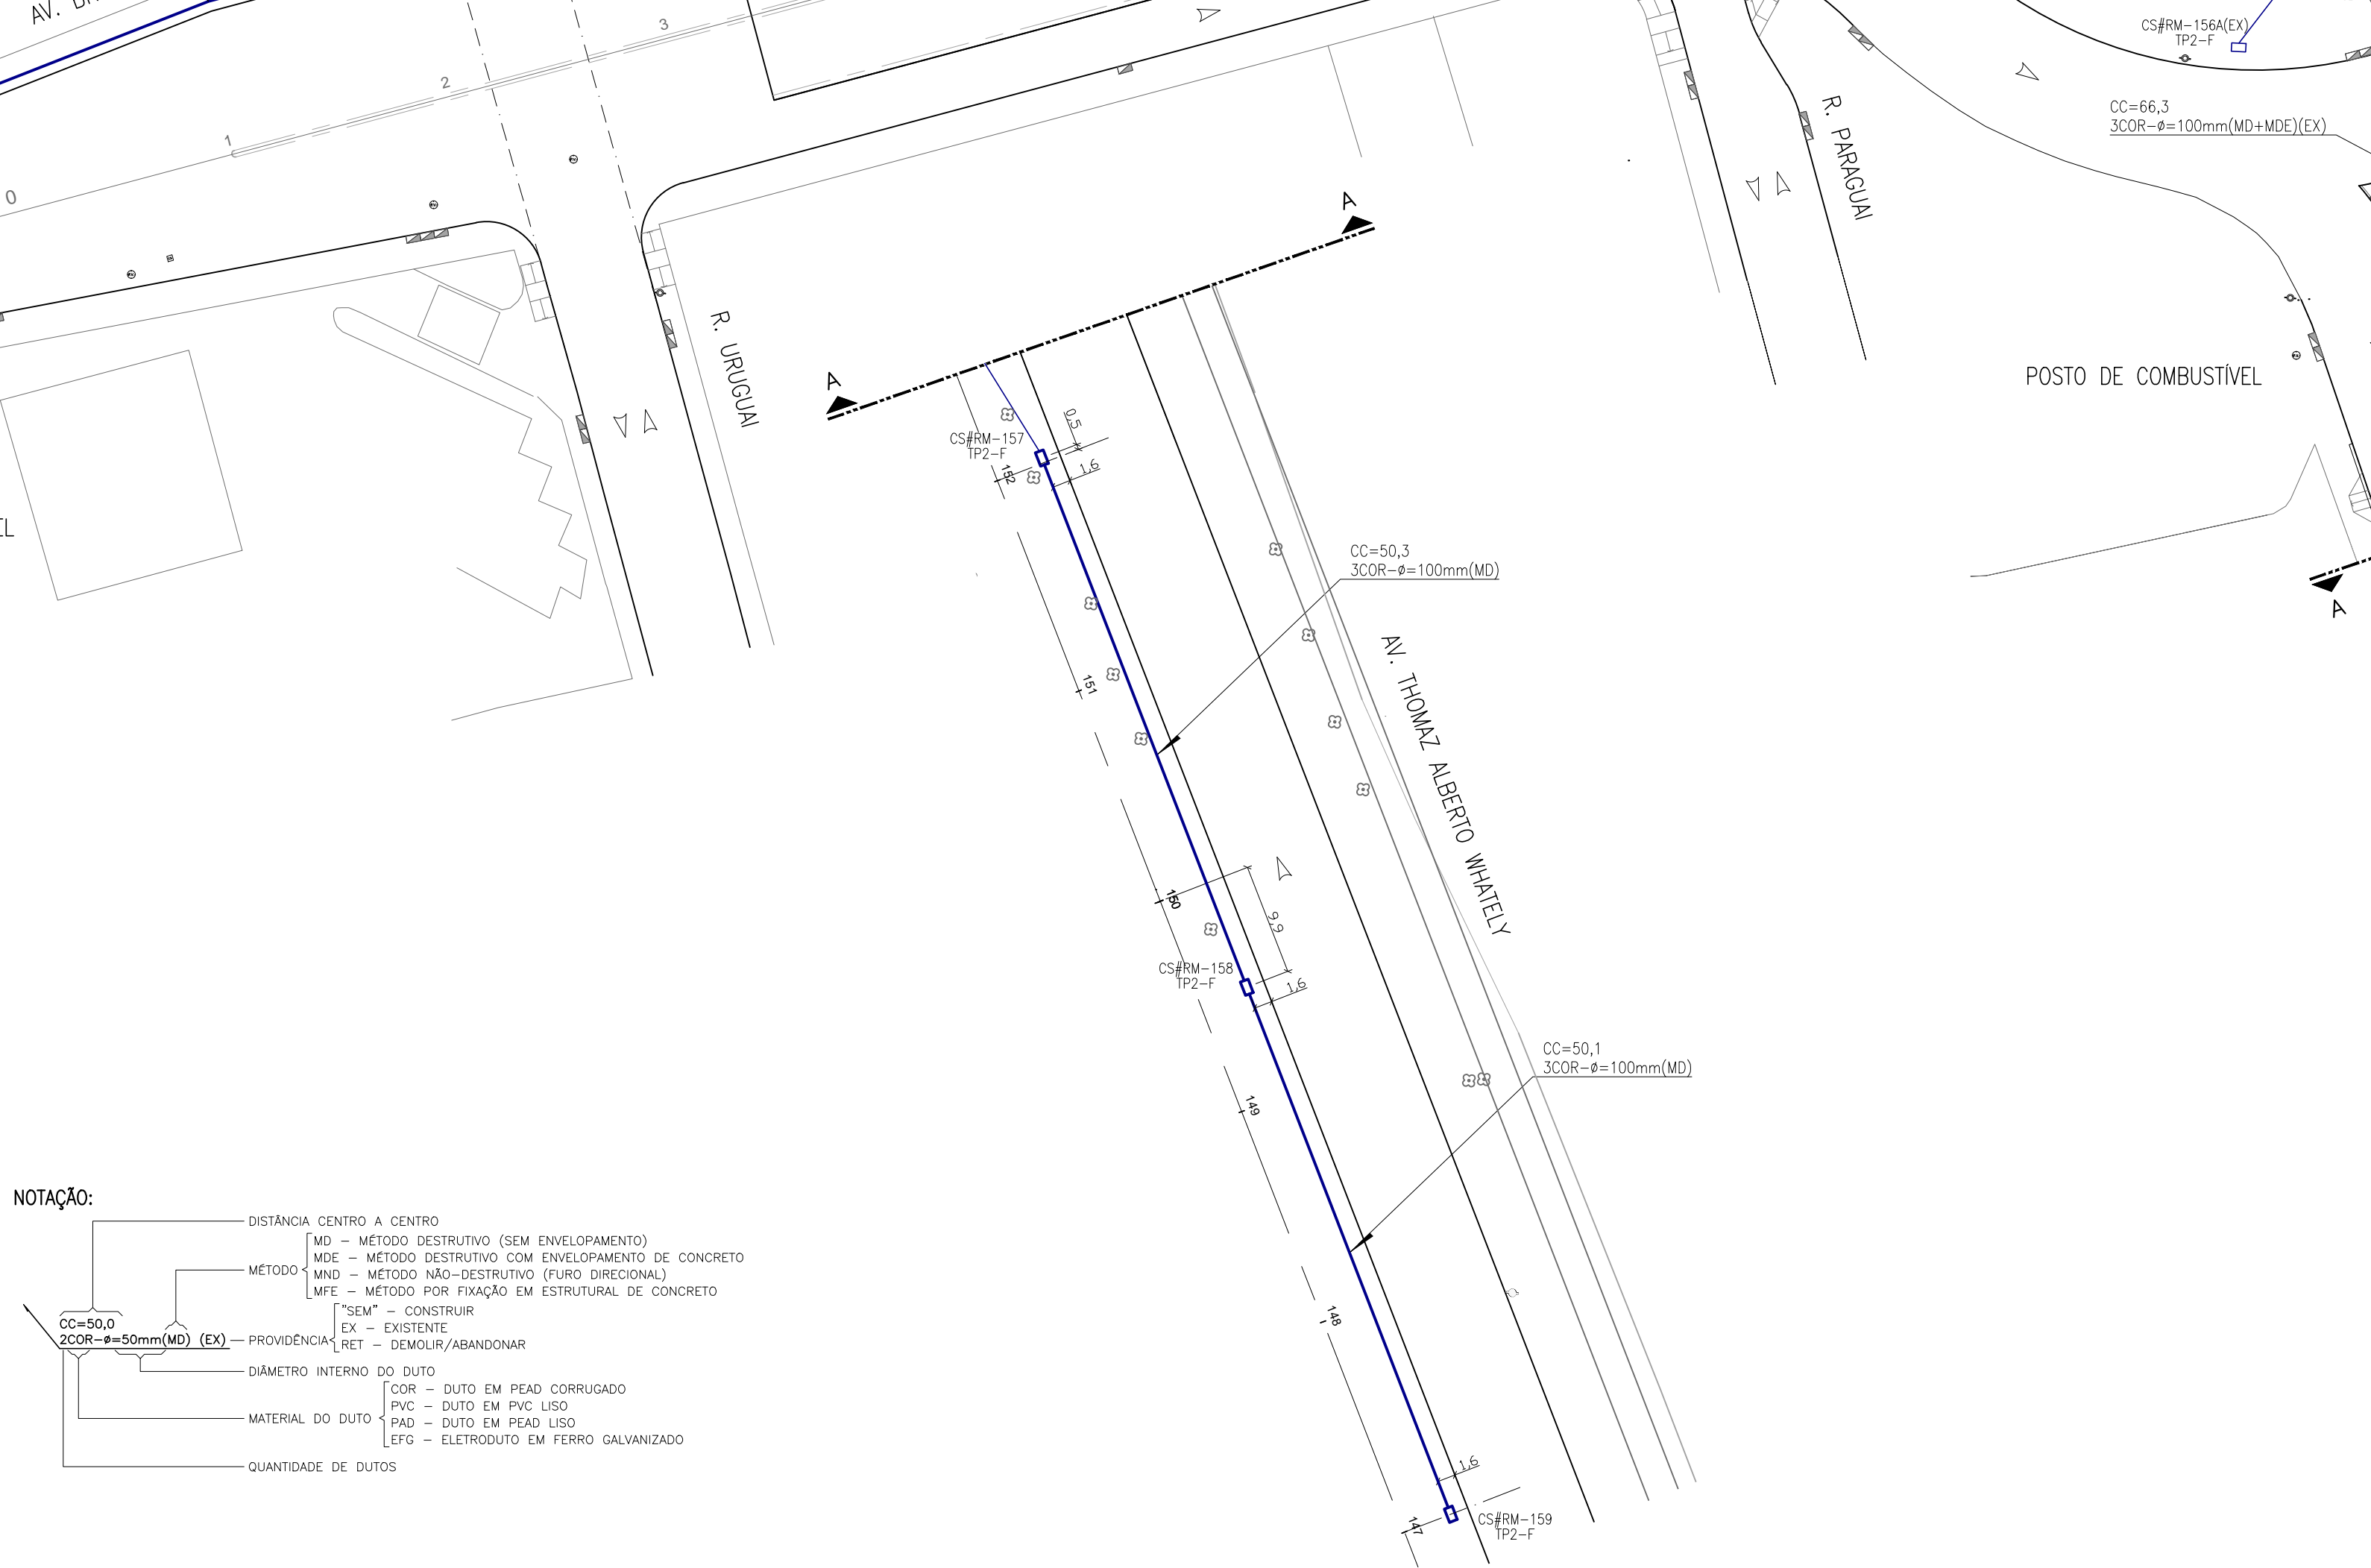 3
2
1
0
CS#RM-156A(EX)
TP2-F
CC=66,3
3COR-ø=100mm(MD+MDE)(EX)
R. PARAGUAI
A
R. URUGUAI
A
POSTO DE COMBUSTÍVEL
0,5
CS#RM-157
TP2-F
1,6
152
CC=50,3
3COR-ø=100mm(MD)
A
AV. THOMAZ ALBERTO WHATELY
151
150
9,9
CS#RM-158
TP2-F
1,6
CC=50,1
3COR-ø=100mm(MD)
149
148
1,6
CS#RM-159
TP2-F
147
NOTAÇÃO:
DISTÂNCIA CENTRO A CENTRO
MÉTODO
MD – MÉTODO DESTRUTIVO (SEM ENVELOPAMENTO)
MDE – MÉTODO DESTRUTIVO COM ENVELOPAMENTO DE CONCRETO
MND – MÉTODO NÃO-DESTRUTIVO (FURO DIRECIONAL)
MFE – MÉTODO POR FIXAÇÃO EM ESTRUTURAL DE CONCRETO
CC=50,0
2COR-ø=50mm(MD) (EX)
PROVIDÊNCIA
"SEM" – CONSTRUIR
EX – EXISTENTE
RET – DEMOLIR/ABANDONAR
DIÂMETRO INTERNO DO DUTO
MATERIAL DO DUTO
COR – DUTO EM PEAD CORRUGADO
PVC – DUTO EM PVC LISO
PAD – DUTO EM PEAD LISO
EFG – ELETRODUTO EM FERRO GALVANIZADO
QUANTIDADE DE DUTOS